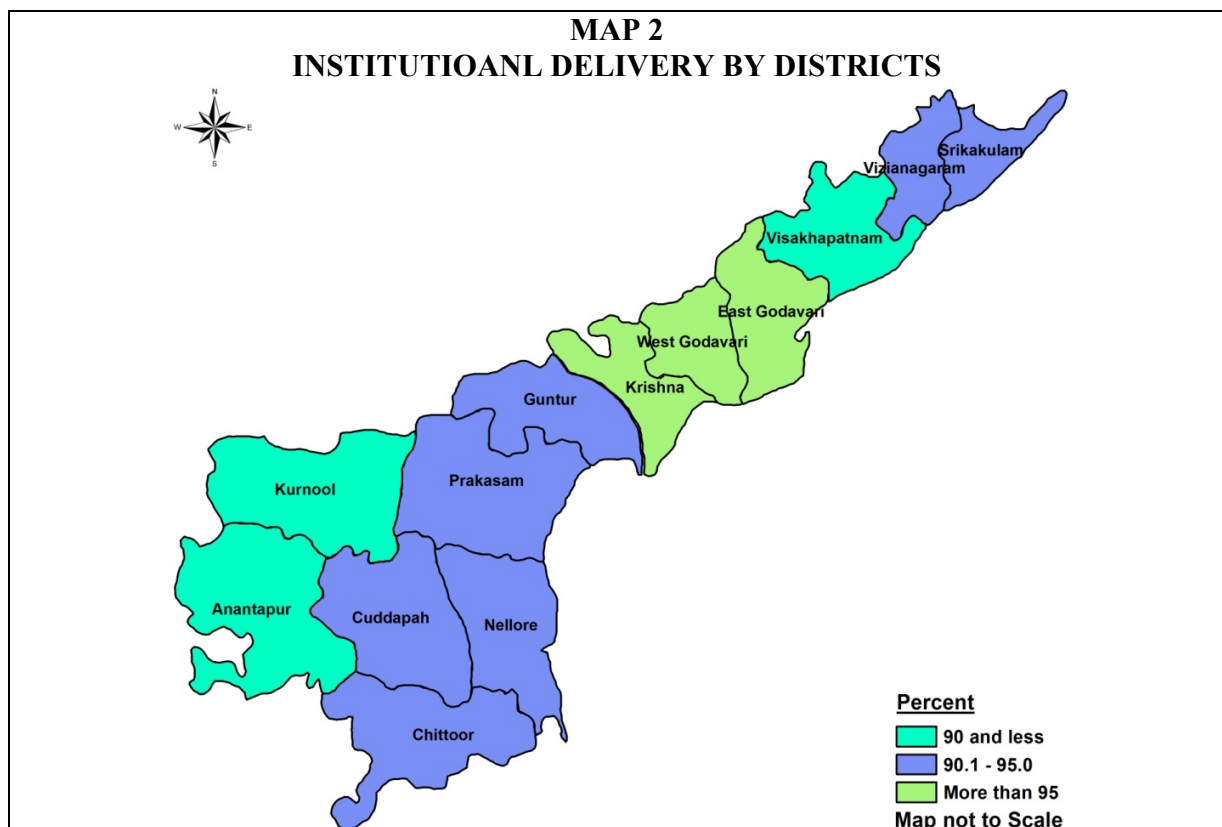 MAP 2
INSTITUTIOANL DELIVERY BY DISTRICTS
N
W E
S
Srikakulam
Vizianagaram
Visakhapatnam
East Godavari
West Godavari
Krishna
Guntur
Prakasam
Kurnool
Anantapur
Cuddapah
Nellore
Chittoor
Percent
90 and less
90.1 - 95.0
More than 95
Map not to Scale